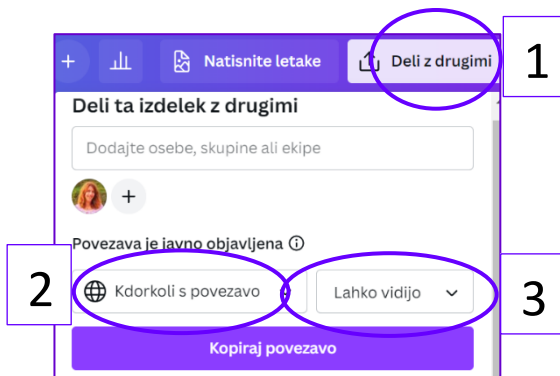 Natisnite letake
Deli z drugimi
1
Deli ta izdelek z drugimi
Dodajte osebe, skupine ali ekipe
Povezava je javno objavljena
2
Kdorkoli s povezavo
Lahko vidijo
3
Kopiraj povezavo